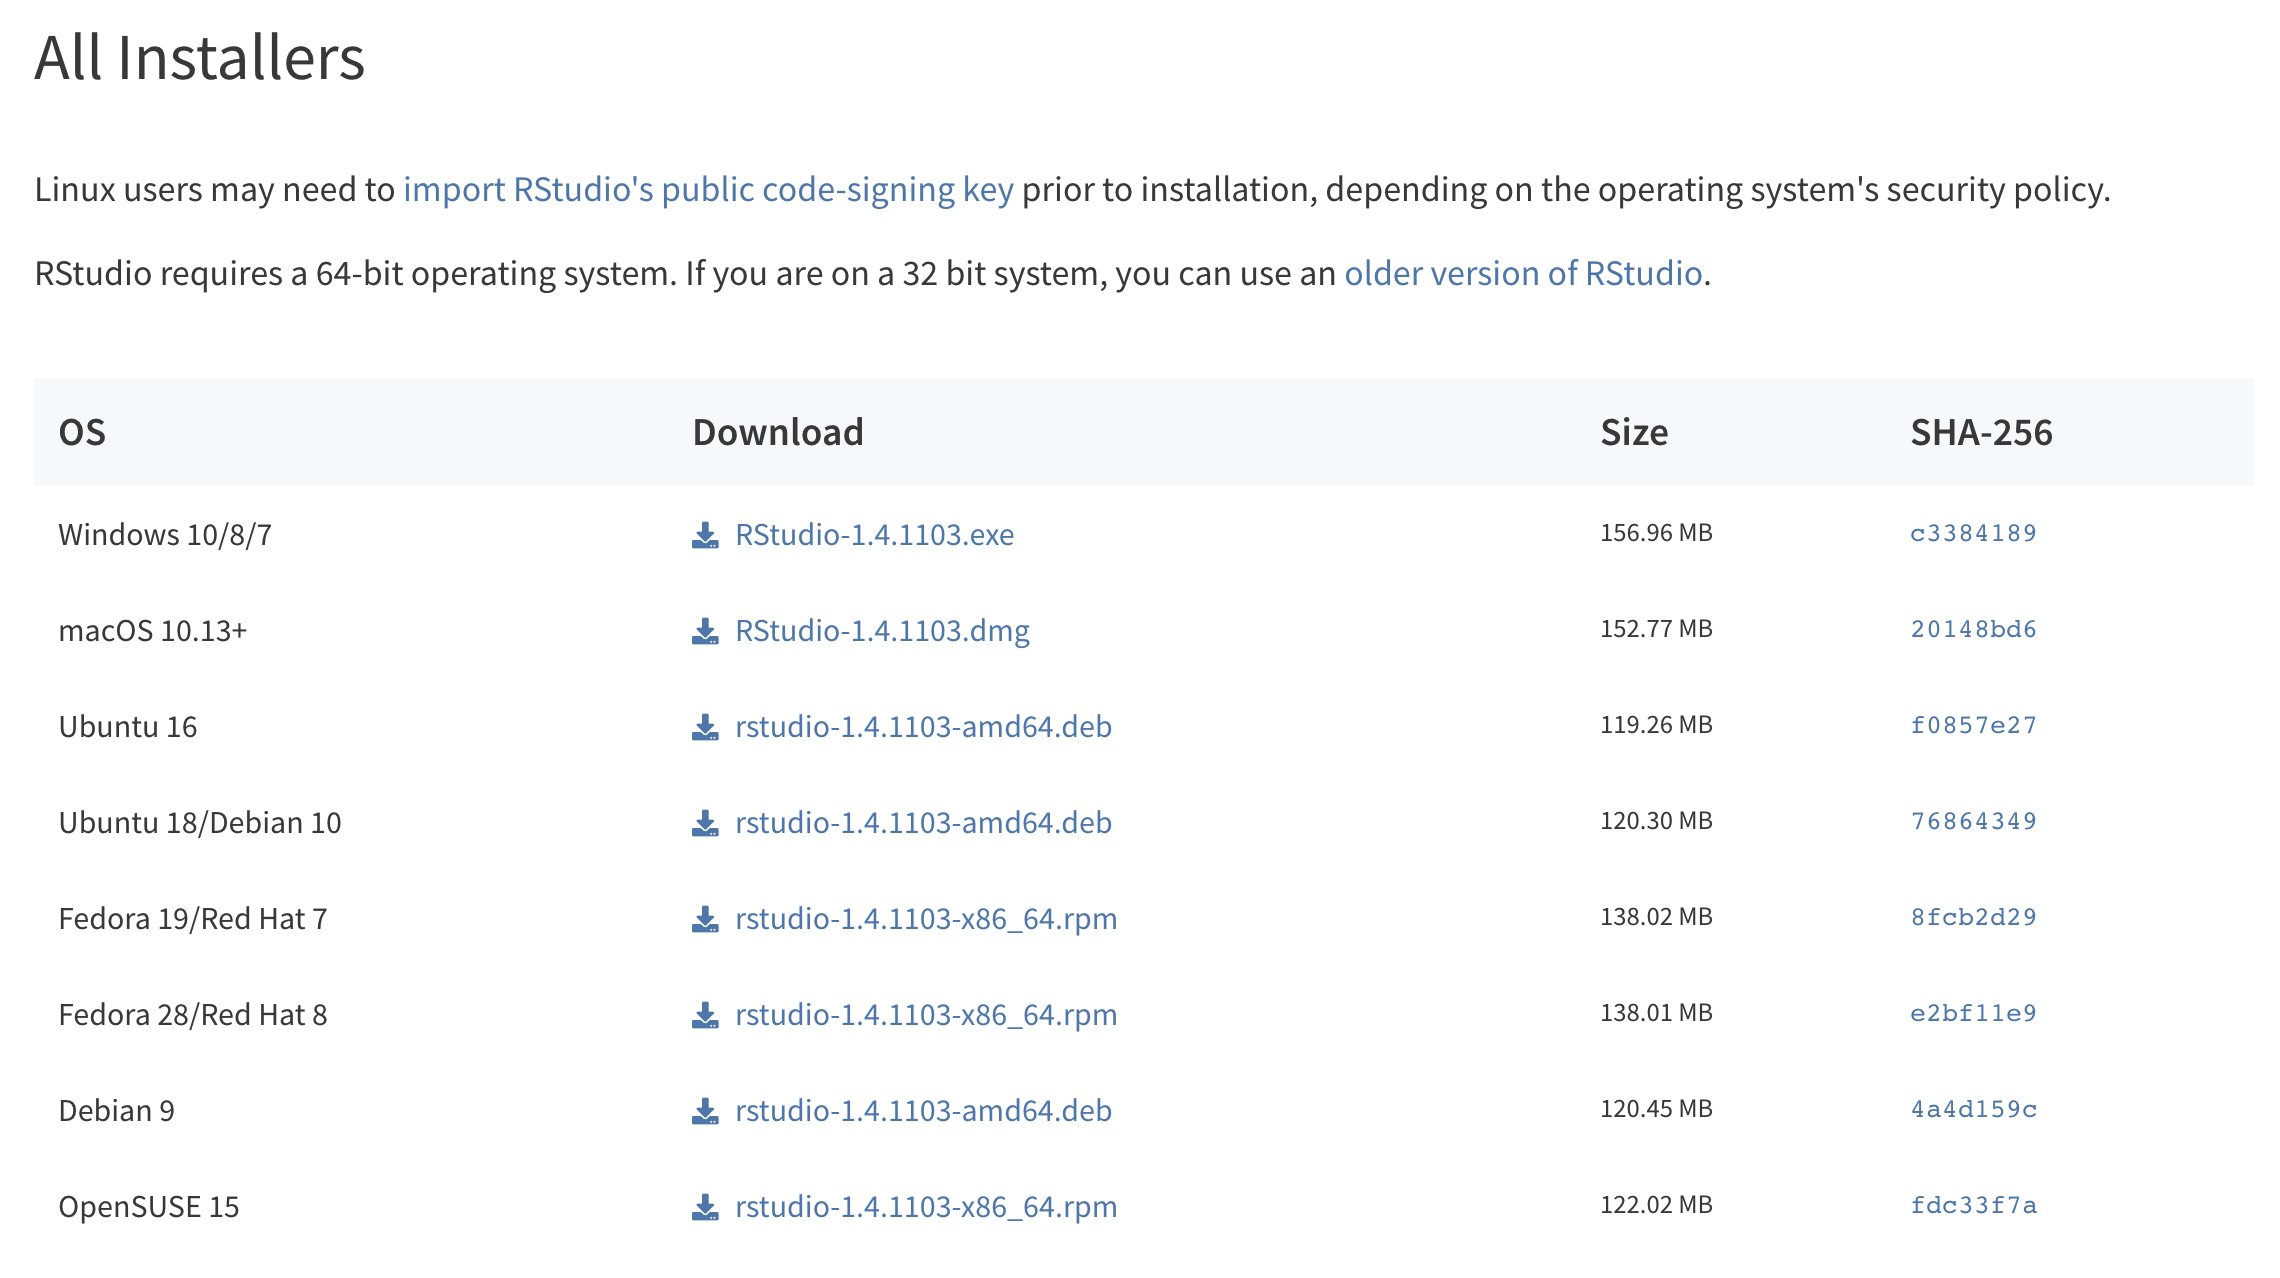 All Installers
Linux users may need to import RStudio's public code-signing key prior to installation, depending on the operating system's security policy.
RStudio requires a 64-bit operating system. If you are on a 32 bit system, you can use an older version of RStudio.
OS Download Size SHA-256
Windows 10/8/7 RStudio-1.4.1103.exe 156.96 MB c3384189
macOS 10.13+ RStudio-1.4.1103.dmg 152.77 MB 20148bd6
Ubuntu 16 rstudio-1.4.1103-amd64.deb 119.26 MB f0857e27
Ubuntu 18/Debian 10 rstudio-1.4.1103-amd64.deb 120.30 MB 76864349
Fedora 19/Red Hat 7 rstudio-1.4.1103-x86_64.rpm 138.02 MB 8fcb2d29
Fedora 28/Red Hat 8 rstudio-1.4.1103-x86_64.rpm 138.01 MB e2bf11e9
Debian 9 rstudio-1.4.1103-amd64.deb 120.45 MB 4a4d159c
OpenSUSE 15 rstudio-1.4.1103-x86_64.rpm 122.02 MB fdc33f7a